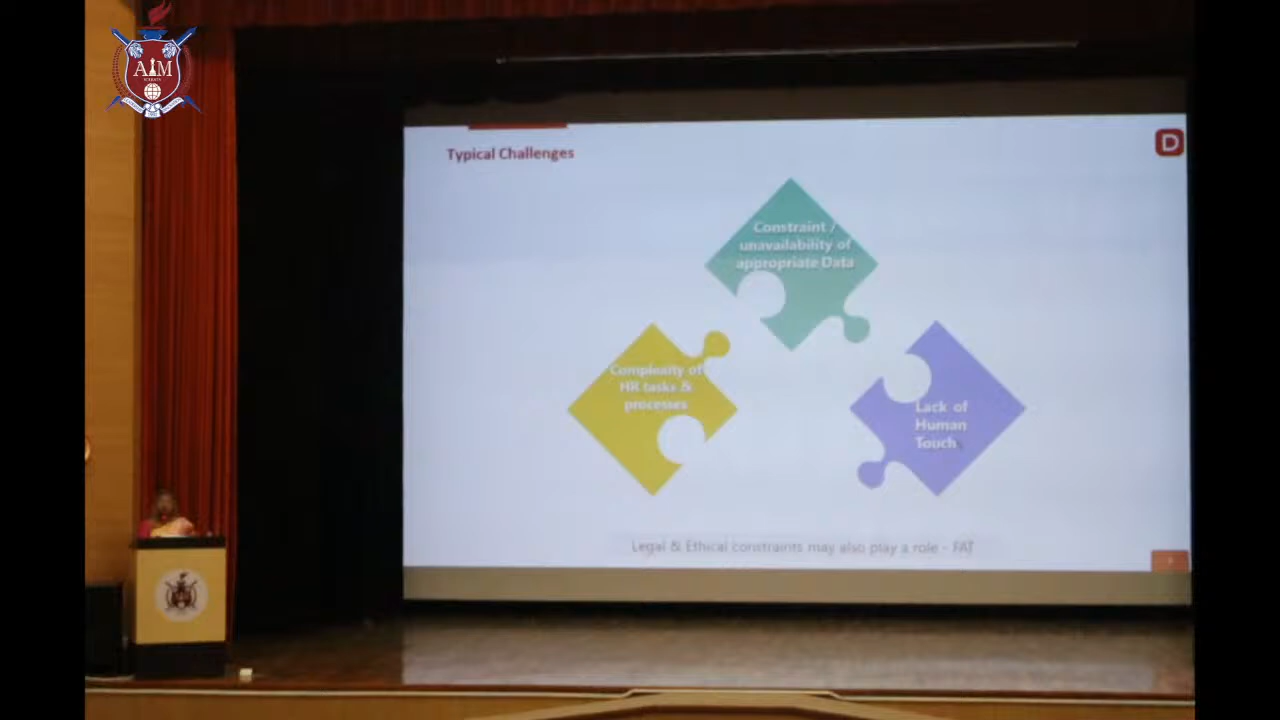 AIM
Typical Challenges
D
Constraint /
unavailability of
appropriate Data
Complexity of
HR tasks &
processes
Lack of
Human
Touch
Legal & Ethical constraints may also play a role - FAT